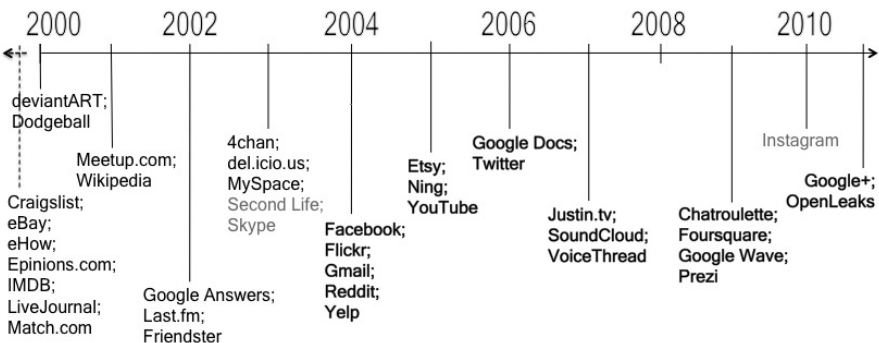 2000 2002 2004 2006 2008 2010
deviantART;
Dodgeball
Meetup.com;
Wikipedia
Craigslist;
eBay;
eHow;
Epinions.com;
IMDB;
LiveJournal;
Match.com
Google Answers;
Last.fm;
Friendster
4chan;
del.icio.us;
MySpace;
Second Life;
Skype
Facebook;
Flickr;
Gmail;
Reddit;
Yelp
Etsy;
Ning;
YouTube
Google Docs;
Twitter
Justin.tv;
SoundCloud;
VoiceThread
Chatroulette;
Foursquare;
Google Wave;
Prezi
Instagram
Google+;
OpenLeaks